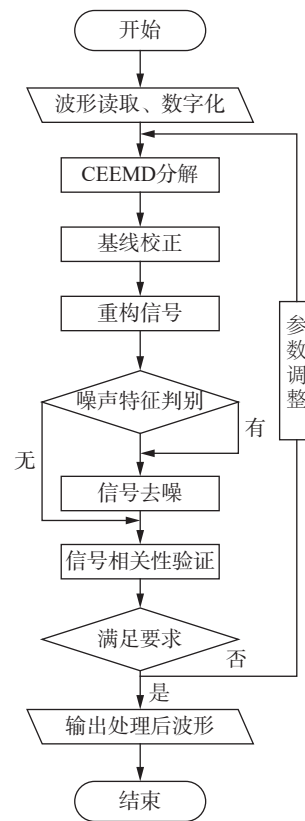 开始
波形读取、数字化
CEEMD分解
基线校正
重构信号
噪声特征判别
有
无
信号去噪
信号相关性验证
满足要求
否
是
输出处理后波形
结束
参数调整